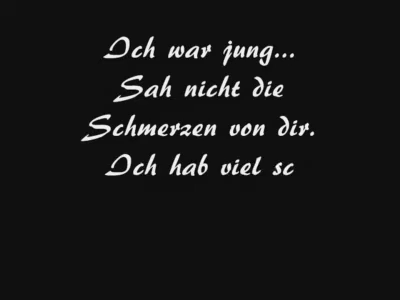 Ich war jung...
Sah nicht die
Schmerzen von dir.
Ich hab viel sc